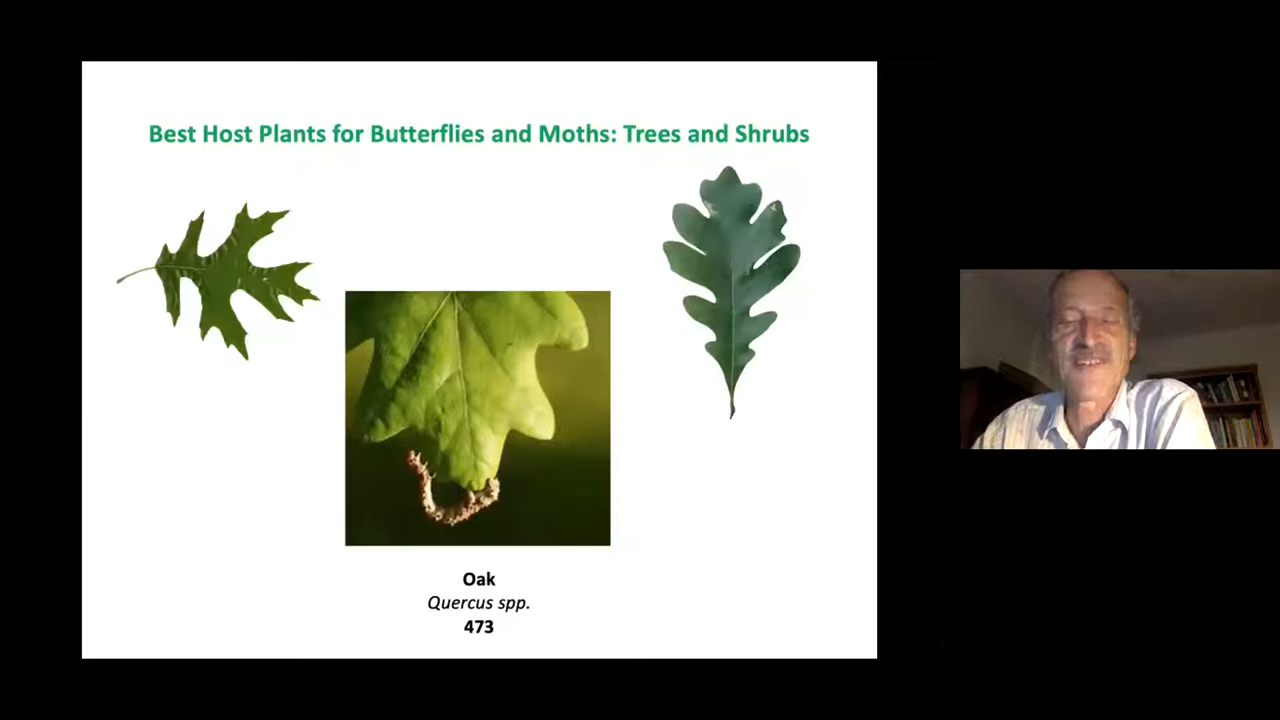 Best Host Plants for Butterflies and Moths: Trees and Shrubs
Oak
Quercus spp.
473